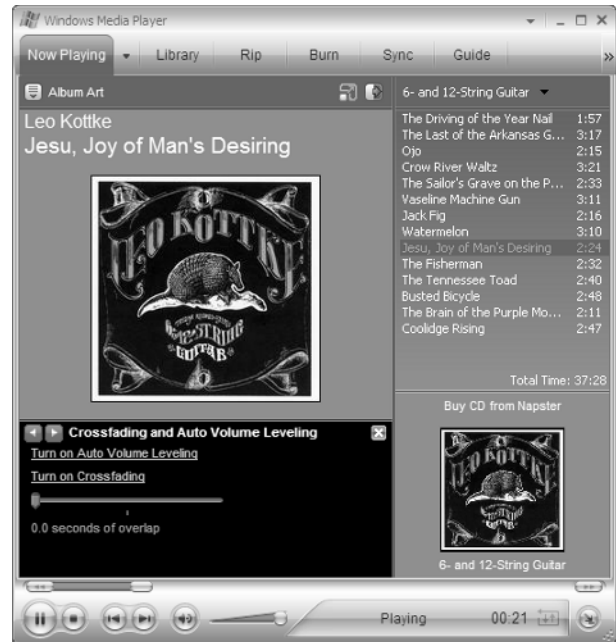 Windows Media Player
Now Playing Library Rip Burn Sync Guide »
Album Art
Leo Kottke
Jesu, Joy of Man's Desiring
LEO KOTTKE
6- and 12-String Guitar
The Driving of the Year Nail 1:57
The Last of the Arkansas G... 3:17
Ojo 2:15
Crow River Waltz 3:21
The Sailor's Grave on the P... 2:33
Vaseline Machine Gun 3:11
Jack Fig 2:16
Watermelon 3:10
Jesu, Joy of Man's Desiring 2:24
The Fisherman 2:32
The Tennessee Toad 2:40
Busted Bicycle 2:48
The Brain of the Purple Mo... 2:11
Coolidge Rising 2:47
Total Time: 37:28
Crossfading and Auto Volume Leveling
Turn on Auto Volume Leveling
Turn on Crossfading
0.0 seconds of overlap
Buy CD from Napster
LEO KOTTKE
6- and 12-String Guitar
Playing 00:21